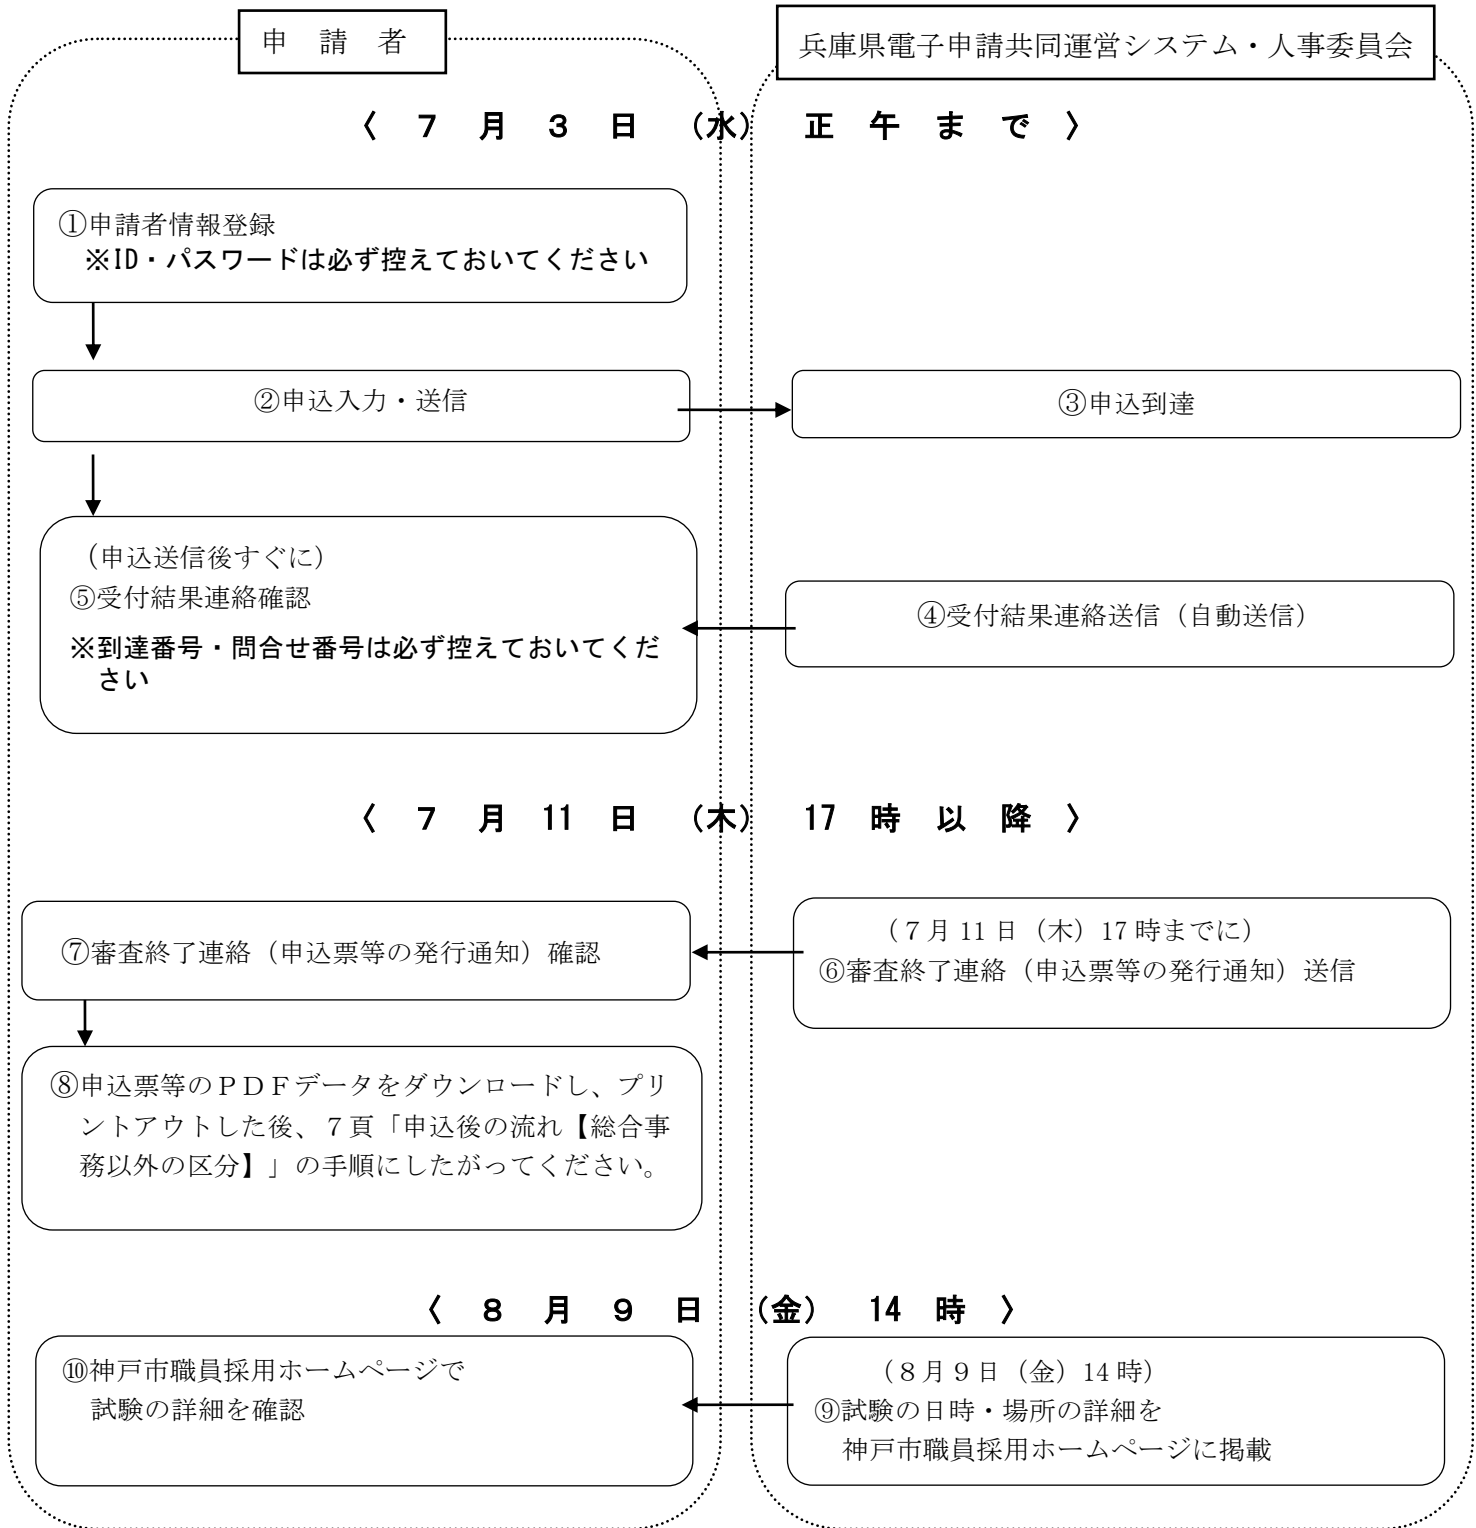 申　請　者
兵庫県電子申請共同運営システム・人事委員会
〈　７　月　３　日　（水）　正　午　ま　で　〉
①申請者情報登録
※ID・パスワードは必ず控えておいてください
②申込入力・送信
③申込到達
（申込送信後すぐに）
⑤受付結果連絡確認
※到達番号・問合せ番号は必ず控えておいてくだ
さい
④受付結果連絡送信（自動送信）
〈　７　月　11　日　（木）　17　時　以　降　〉
⑦審査終了連絡（申込票等の発行通知）確認
（７月 11 日（木）17 時までに）
⑥審査終了連絡（申込票等の発行通知）送信
⑧申込票等のＰＤＦデータをダウンロードし、プリ
ントアウトした後、７頁「申込後の流れ【総合事
務以外の区分】」の手順にしたがってください。
〈　８　月　９　日　（金）　14　時　〉
⑩神戸市職員採用ホームページで
試験の詳細を確認
（８月９日（金）14 時）
⑨試験の日時・場所の詳細を
神戸市職員採用ホームページに掲載